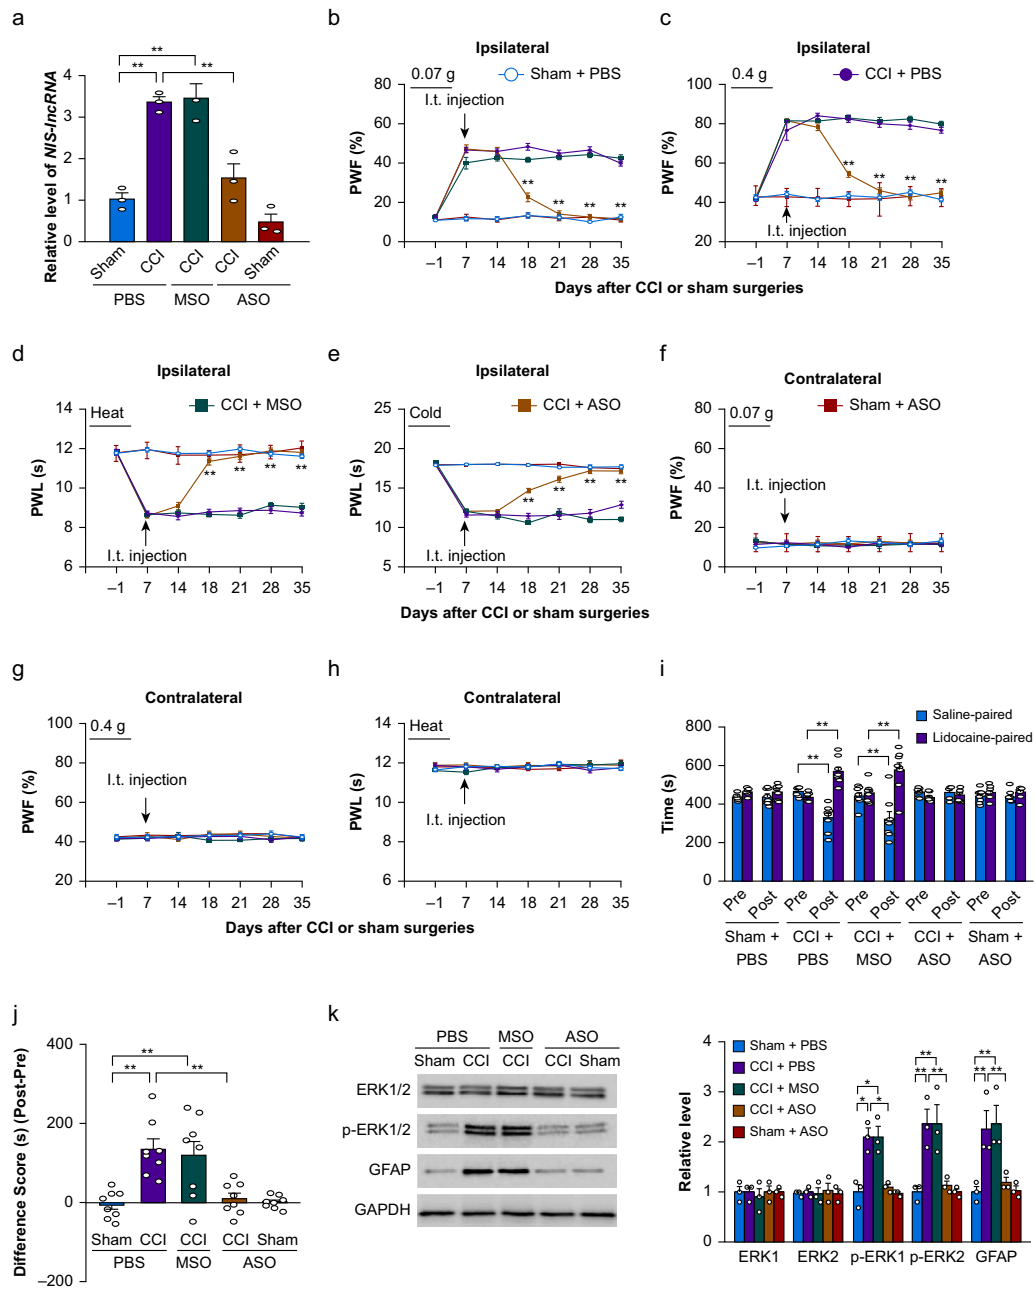 a
**
**
**
4
3
2
1
0
Relative level of NIS-lncRNA
Sham
CCI
CCI
CCI
Sham
PBS
MSO
ASO
b
Ipsilateral
0.07 g
Sham + PBS
I.t. injection
80
60
40
20
0
PWF (%)
**
**
**
**
–1
7
14
18
21
28
35
c
Ipsilateral
0.4 g
CCI + PBS
100
80
60
40
20
PWF (%)
**
**
**
**
I.t. injection
–1
7
14
18
21
28
35
Days after CCI or sham surgeries
d
Ipsilateral
Heat
CCI + MSO
14
12
10
8
6
PWL (s)
**
**
**
**
I.t. injection
–1
7
14
18
21
28
35
e
Ipsilateral
Cold
CCI + ASO
25
20
15
10
5
PWL (s)
**
**
**
**
I.t. injection
–1
7
14
18
21
28
35
f
Contralateral
0.07 g
Sham + ASO
80
60
40
20
0
PWF (%)
I.t. injection
–1
7
14
18
21
28
35
Days after CCI or sham surgeries
g
Contralateral
0.4 g
100
80
60
40
20
PWF (%)
I.t. injection
–1
7
14
18
21
28
35
h
Contralateral
Heat
14
12
10
8
6
PWL (s)
I.t. injection
–1
7
14
18
21
28
35
Days after CCI or sham surgeries
i
Saline-paired
Lidocaine-paired
800
600
400
200
0
Time (s)
**
**
**
**
Pre
Post
Pre
Post
Pre
Post
Pre
Post
Pre
Post
Sham +
CCI +
CCI +
CCI +
Sham +
PBS
PBS
MSO
ASO
ASO
j
400
200
0
–200
Difference Score (s) (Post-Pre)
**
**
**
Sham
CCI
CCI
CCI
Sham
PBS
MSO
ASO
k
PBS
MSO
ASO
Sham
CCI
CCI
CCI
Sham
ERK1/2
p-ERK1/2
GFAP
GAPDH
4
3
2
1
0
Relative level
Sham + PBS
CCI + PBS
CCI + MSO
CCI + ASO
Sham + ASO
*
*
*
**
**
**
**
**
**
ERK1
ERK2
p-ERK1
p-ERK2
GFAP